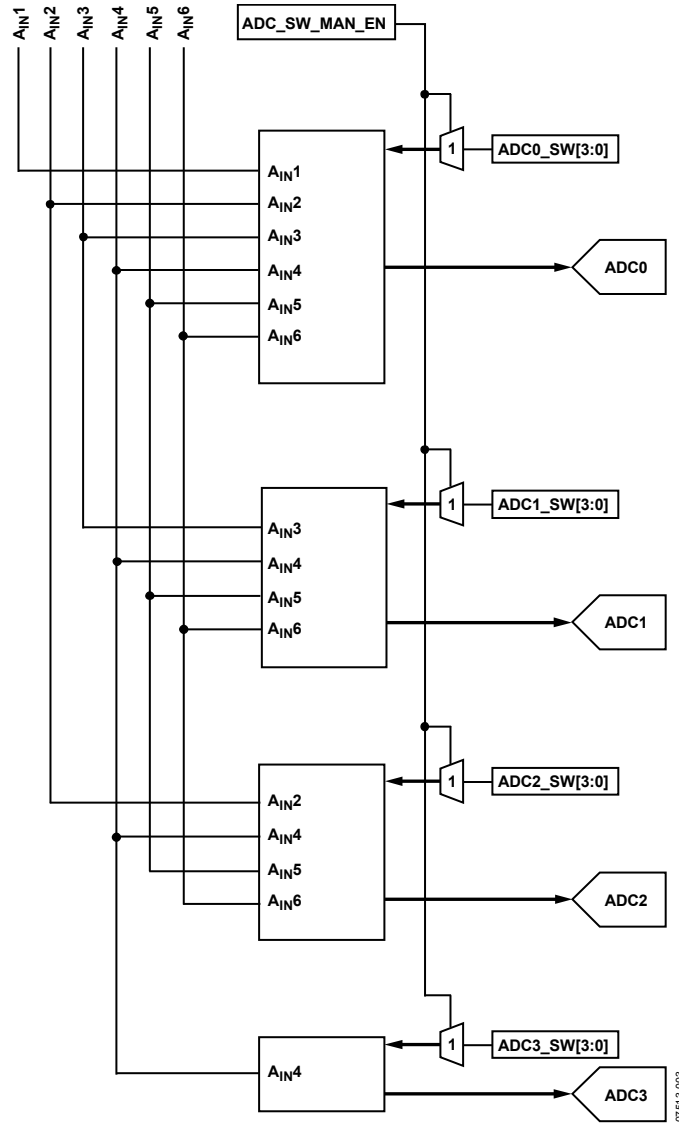 AIN1
AIN2
AIN3
AIN4
AIN5
AIN6
ADC_SW_MAN_EN
1
ADC0_SW[3:0]
AIN1
AIN2
AIN3
AIN4
AIN5
AIN6
ADC0
1
ADC1_SW[3:0]
AIN3
AIN4
AIN5
AIN6
ADC1
1
ADC2_SW[3:0]
AIN2
AIN4
AIN5
AIN6
ADC2
1
ADC3_SW[3:0]
AIN4
ADC3